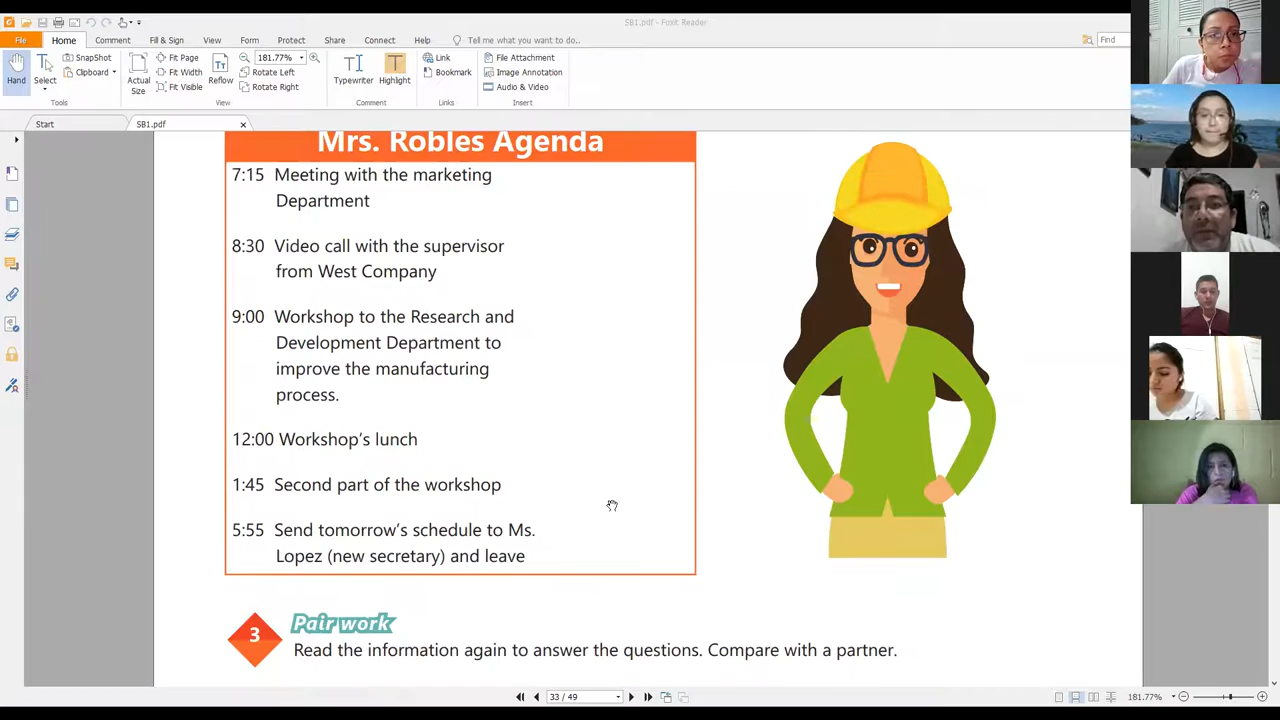 SB1.pdf - Foxit Reader
File Home Comment Fill & Sign View Form Protect Share Connect Help Tell me what you want to do... Find
Hand
Select
SnapShot
Clipboard
Actual Size
Fit Page
Fit Width
Fit Visible
Reflow
181.77%
Rotate Left
Rotate Right
Typewriter
Highlight
Link
Bookmark
File Attachment
Image Annotation
Audio & Video
Tools View Comment Links Insert
Start SB1.pdf
Mrs. Robles Agenda
7:15 Meeting with the marketing
Department
8:30 Video call with the supervisor
from West Company
9:00 Workshop to the Research and
Development Department to
improve the manufacturing
process.
12:00 Workshop's lunch
1:45 Second part of the workshop
5:55 Send tomorrow's schedule to Ms.
Lopez (new secretary) and leave
3 Pair work
Read the information again to answer the questions. Compare with a partner.
33 / 49 181.77%